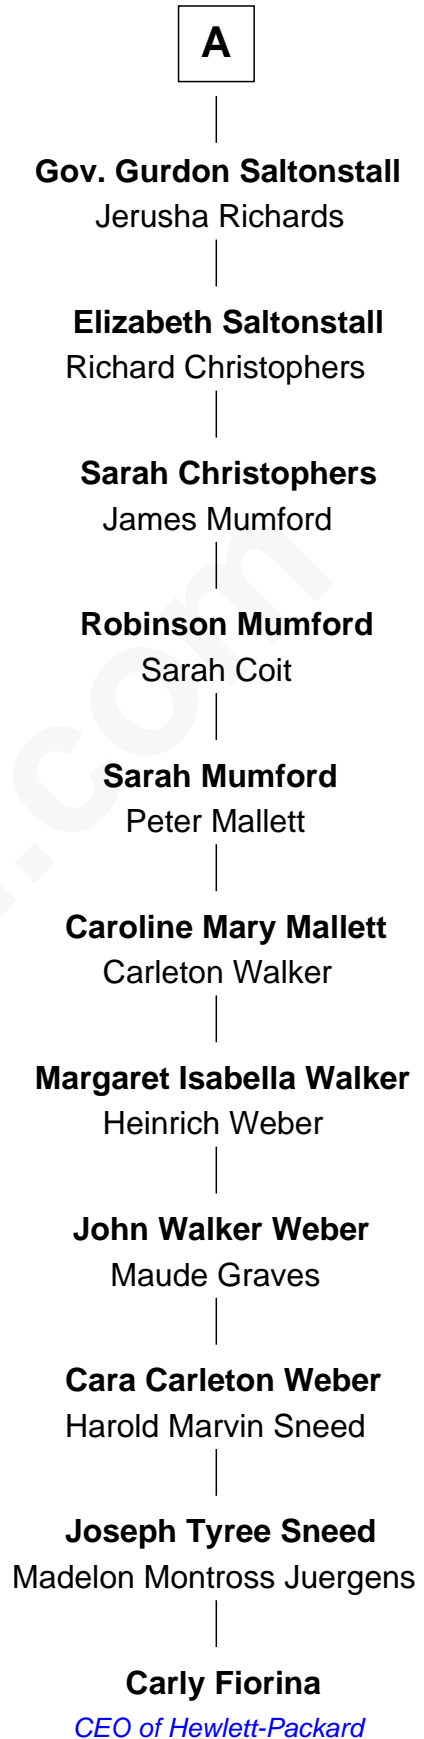 A
Gov. Gurdon Saltonstall
Jerusha Richards
Elizabeth Saltonstall
Richard Christophers
Sarah Christophers
James Mumford
Robinson Mumford
Sarah Coit
Sarah Mumford
Peter Mallett
Caroline Mary Mallett
Carleton Walker
Margaret Isabella Walker
Heinrich Weber
John Walker Weber
Maude Graves
Cara Carleton Weber
Harold Marvin Sneed
Joseph Tyree Sneed
Madelon Montross Juergens
Carly Fiorina
CEO of Hewlett-Packard